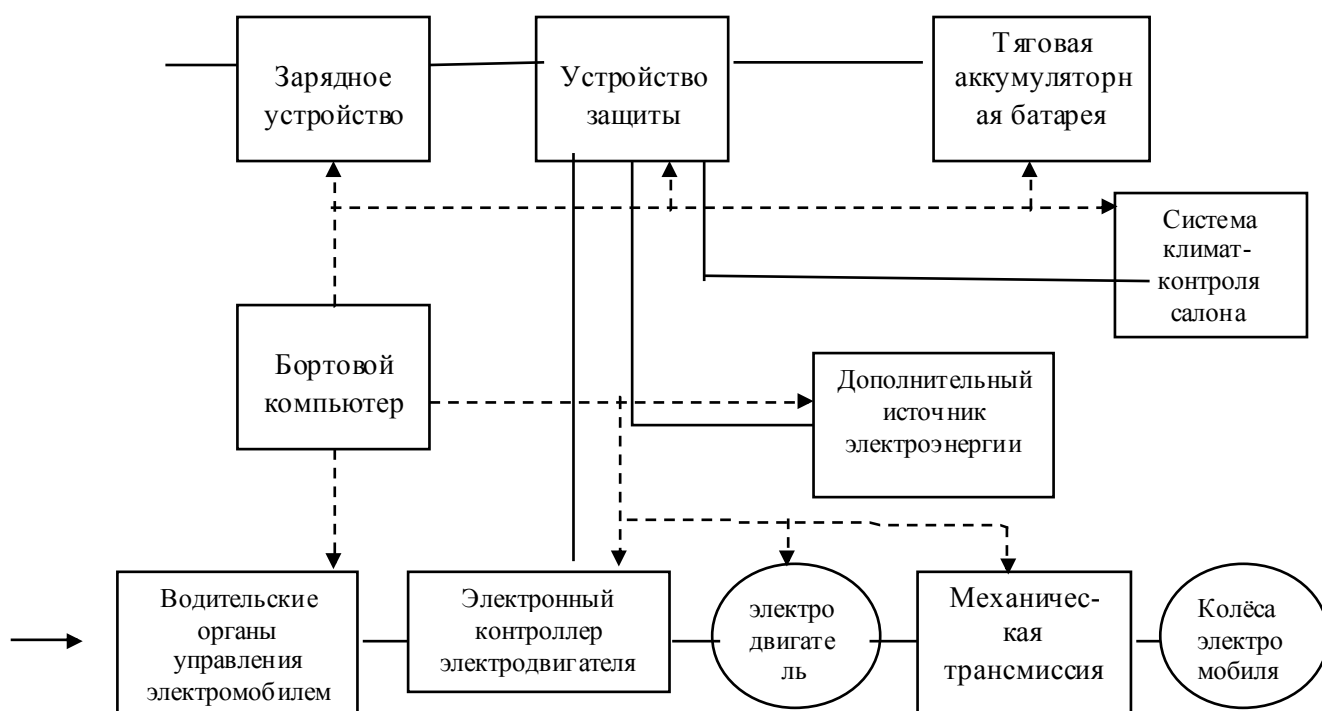 Зарядное
устройство
Устройство
защиты
Тяговая
аккумуляторн
ая батарея
Система
климат-
контроля
салона
Бортовой
компьютер
Дополнительный
источник
электроэнергии
Водительские
органы
управления
электромобилем
Электронный
контроллер
электродвигателя
электро
двигате
ль
Механичес-
кая
трансмиссия
Колёса
электро
мобиля